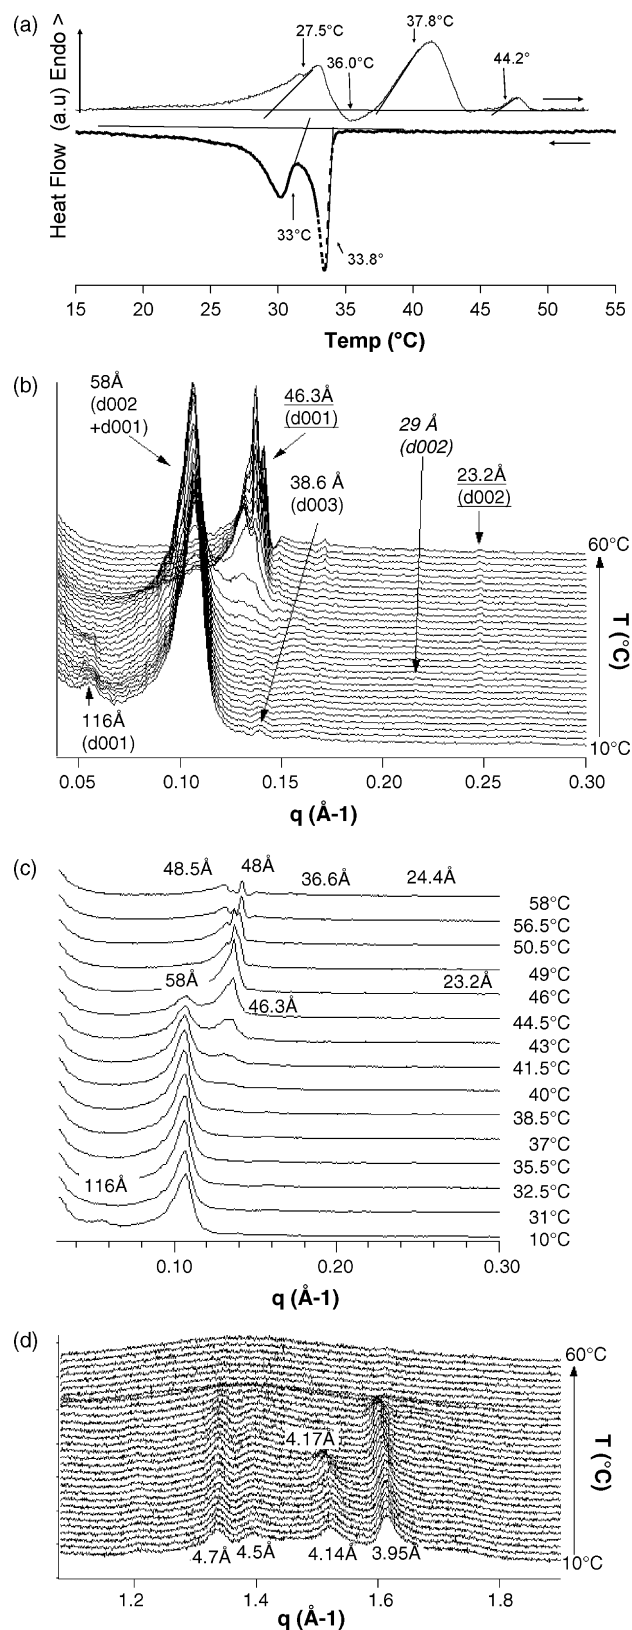 (a)
Heat Flow (a.u) Endo >
27.5°C
36.0°C
37.8°C
44.2°
33°C
33.8°
15 20 25 30 35 40 45 50 55
Temp (°C)
(b)
58Å
(d002
+d001)
46.3Å
(d001)
38.6 Å
(d003)
29 Å
(d002)
23.2Å
(d002)
116Å
(d001)
60°C
T (°C)
10°C
0.05 0.10 0.15 0.20 0.25 0.30
q (Å-1)
(c)
48.5Å 48Å 36.6Å 24.4Å
58Å
46.3Å
23.2Å
116Å
58°C
56.5°C
50.5°C
49°C
46°C
44.5°C
43°C
41.5°C
40°C
38.5°C
37°C
35.5°C
32.5°C
31°C
10°C
0.10 0.20 0.30
q (Å-1)
(d)
60°C
T (°C)
10°C
4.17Å
4.7Å 4.5Å 4.14Å 3.95Å
1.2 1.4 1.6 1.8
q (Å-1)